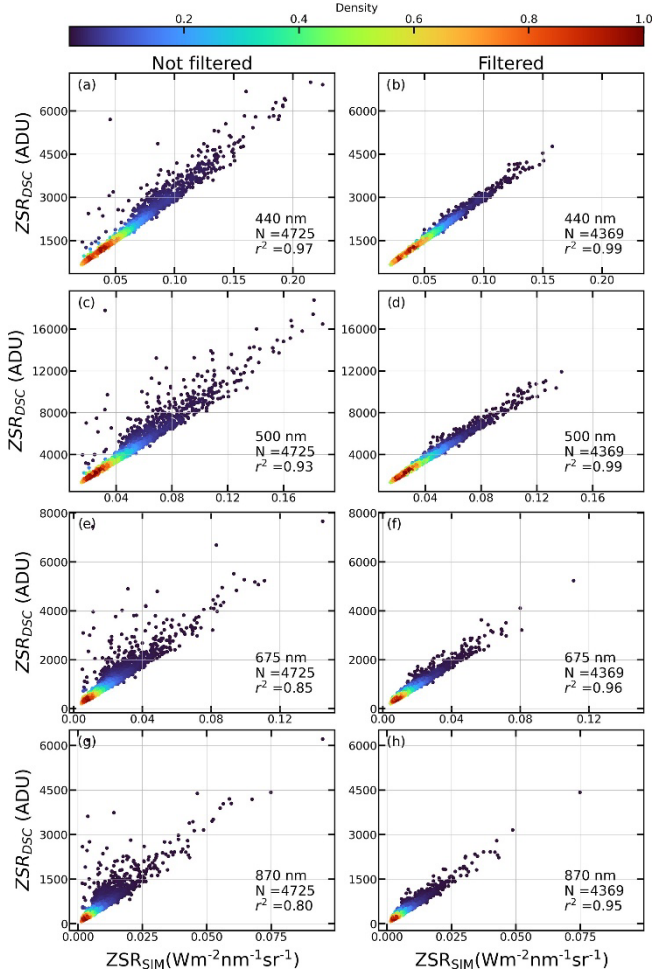 Density
0.2 0.4 0.6 0.8 1.0
Not filtered Filtered
(a) (b)
ZSR_DSC (ADU)
6000 6000
4500 4500
3000 3000
1500 1500
440 nm 440 nm
N =4725 N =4369
r² =0.97 r² =0.99
0.05 0.10 0.15 0.20 0.05 0.10 0.15 0.20
(c) (d)
ZSR_DSC (ADU)
16000 16000
12000 12000
8000 8000
4000 4000
500 nm 500 nm
N =4725 N =4369
r² =0.93 r² =0.99
0.04 0.08 0.12 0.16 0.04 0.08 0.12 0.16
(e) (f)
ZSR_DSC (ADU)
8000 8000
6000 6000
4000 4000
2000 2000
0 0
675 nm 675 nm
N =4725 N =4369
r² =0.85 r² =0.96
0.00 0.04 0.08 0.12 0.00 0.04 0.08 0.12
(g) (h)
ZSR_DSC (ADU)
6000 6000
4500 4500
3000 3000
1500 1500
0 0
870 nm 870 nm
N =4725 N =4369
r² =0.80 r² =0.95
0.000 0.025 0.050 0.075 0.000 0.025 0.050 0.075
ZSR_SIM(Wm⁻²nm⁻¹sr⁻¹) ZSR_SIM(Wm⁻²nm⁻¹sr⁻¹)